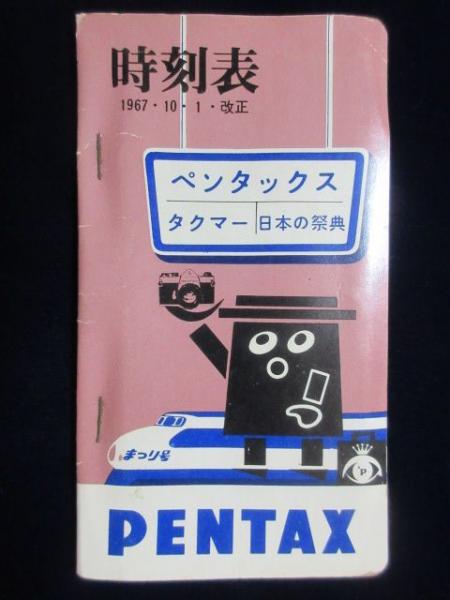 時刻表
1967・10・1・改正
ペンタックス
タクマー 日本の祭典
まつり号
P
PENTAX